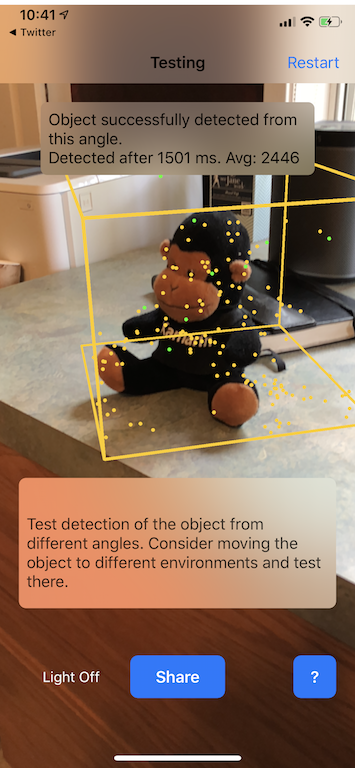 10:41
◀ Twitter
Testing
Restart
Object successfully detected from
this angle.
Detected after 1501 ms. Avg: 2446
Xamarin
Test detection of the object from
different angles. Consider moving the
object to different environments and test
there.
Light Off
Share
?